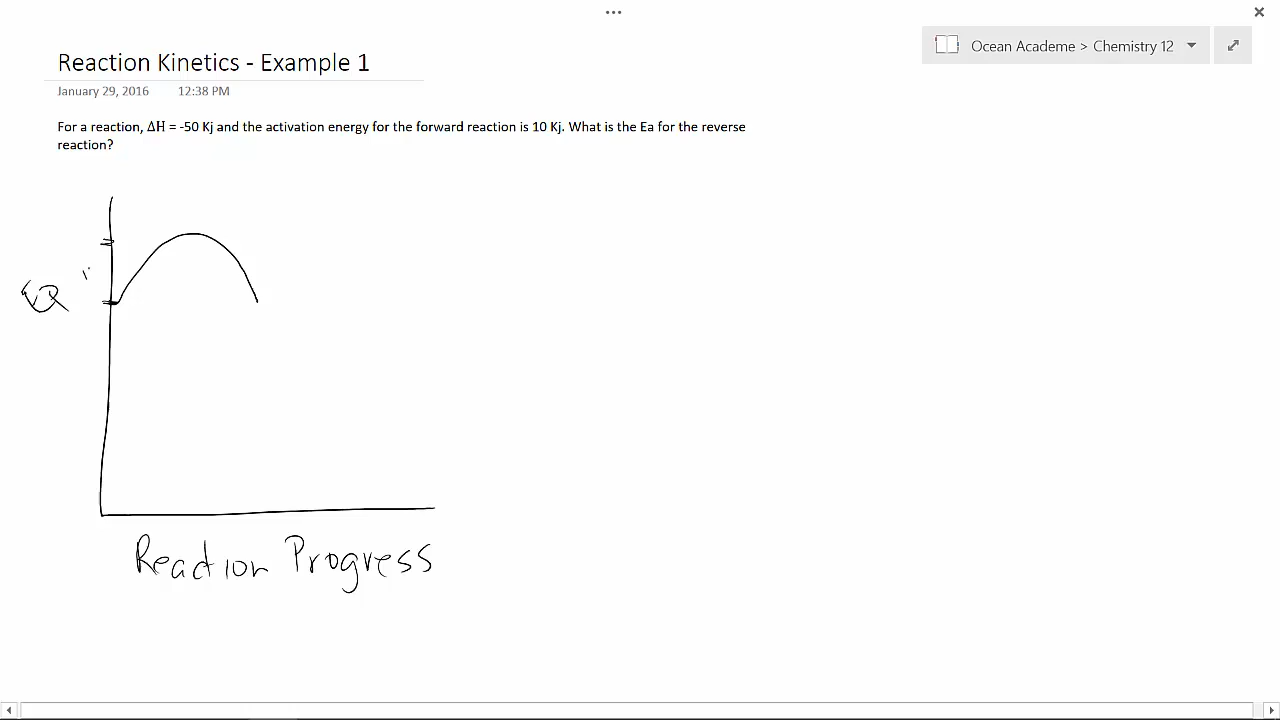 Ocean Academe > Chemistry 12
Reaction Kinetics - Example 1
January 29, 2016 12:38 PM
For a reaction, ΔH = -50 Kj and the activation energy for the forward reaction is 10 Kj. What is the Ea for the reverse
reaction?
Reaction Progress